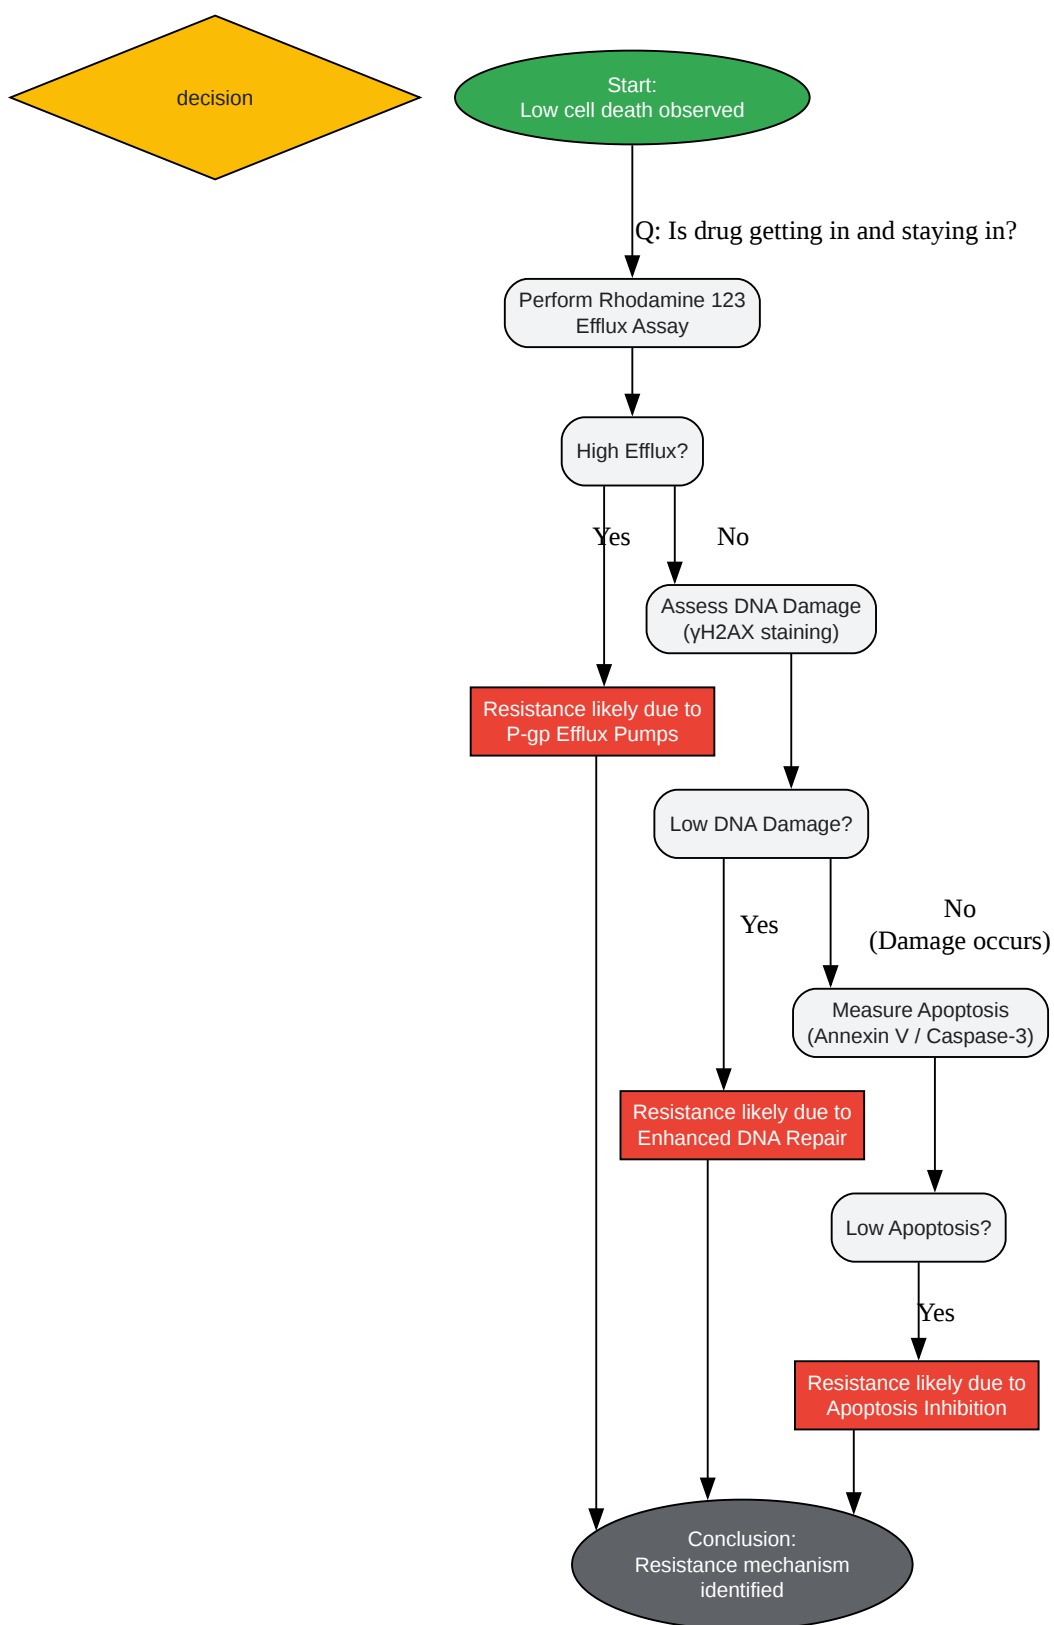 decision
Start:
Low cell death observed
Q: Is drug getting in and staying in?
Perform Rhodamine 123
Efflux Assay
High Efflux?
Yes
No
Assess DNA Damage
(γH2AX staining)
Resistance likely due to
P-gp Efflux Pumps
Low DNA Damage?
Yes
No
(Damage occurs)
Measure Apoptosis
(Annexin V / Caspase-3)
Resistance likely due to
Enhanced DNA Repair
Low Apoptosis?
Yes
Resistance likely due to
Apoptosis Inhibition
Conclusion:
Resistance mechanism
identified